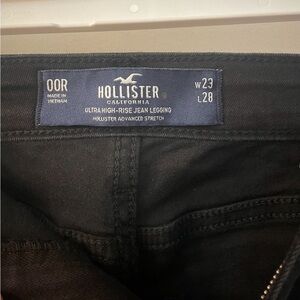 00R
MADE IN
VIETNAM
HOLLISTER
CALIFORNIA
ULTRA HIGH-RISE JEAN LEGGING
HOLLISTER ADVANCED STRETCH
W23
L28